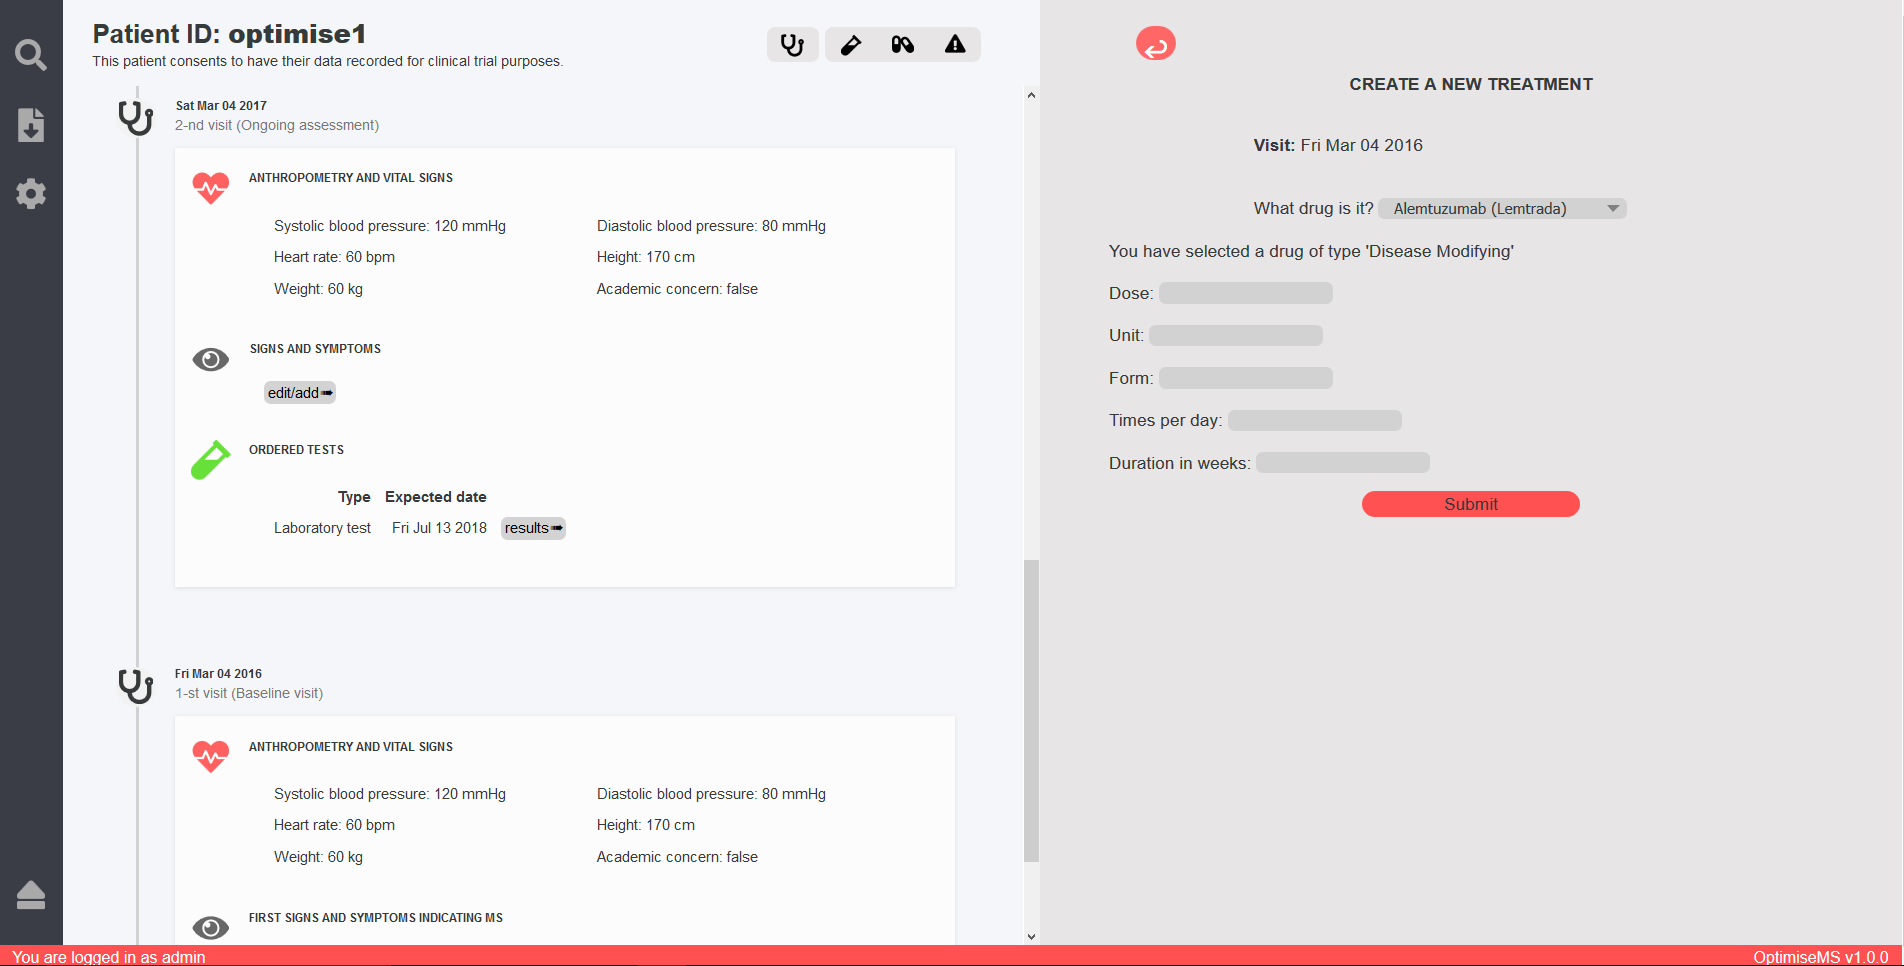 Patient ID: optimise1
This patient consents to have their data recorded for clinical trial purposes.
Sat Mar 04 2017
2-nd visit (Ongoing assessment)
ANTHROPOMETRY AND VITAL SIGNS
Systolic blood pressure: 120 mmHg Diastolic blood pressure: 80 mmHg
Heart rate: 60 bpm Height: 170 cm
Weight: 60 kg Academic concern: false
SIGNS AND SYMPTOMS
edit/add➠
ORDERED TESTS
Type Expected date
Laboratory test Fri Jul 13 2018 results➠
Fri Mar 04 2016
1-st visit (Baseline visit)
ANTHROPOMETRY AND VITAL SIGNS
Systolic blood pressure: 120 mmHg Diastolic blood pressure: 80 mmHg
Heart rate: 60 bpm Height: 170 cm
Weight: 60 kg Academic concern: false
FIRST SIGNS AND SYMPTOMS INDICATING MS
CREATE A NEW TREATMENT
Visit: Fri Mar 04 2016
What drug is it? Alemtuzumab (Lemtrada)
You have selected a drug of type 'Disease Modifying'
Dose:
Unit:
Form:
Times per day:
Duration in weeks:
Submit
You are logged in as admin
OptimiseMS v1.0.0